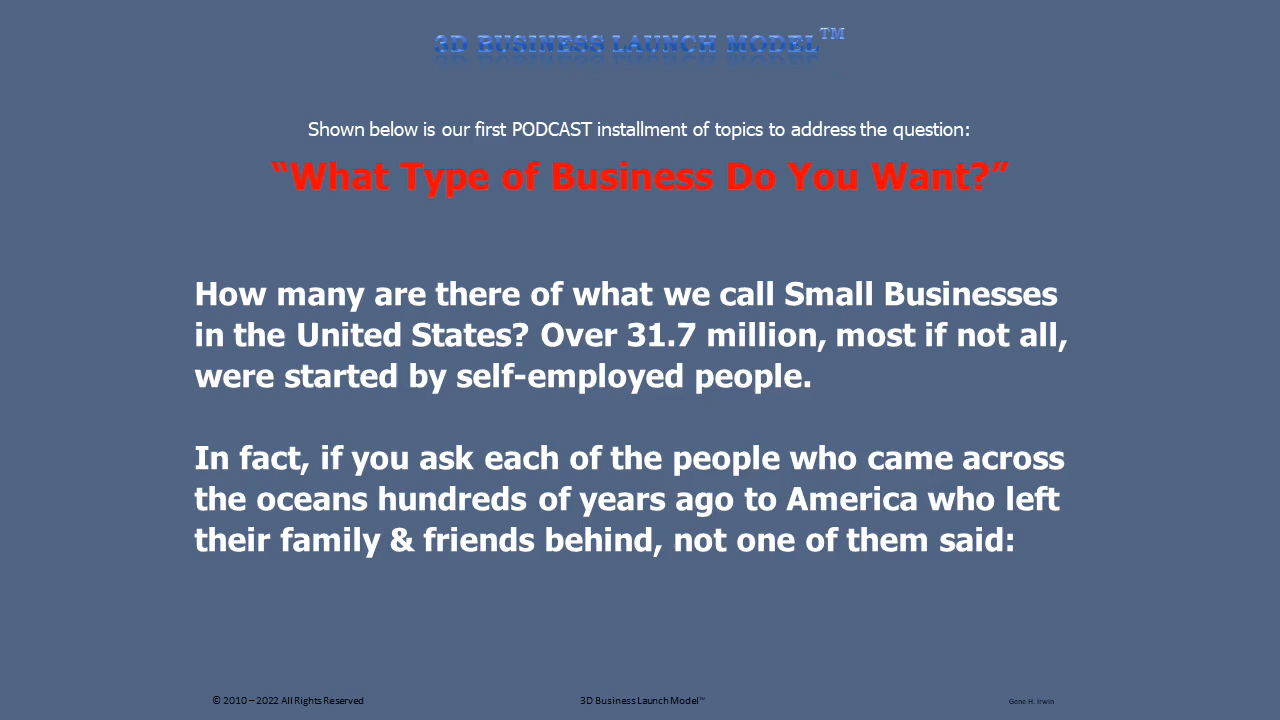 3D BUSINESS LAUNCH MODEL™
Shown below is our first PODCAST installment of topics to address the question:
“What Type of Business Do You Want?”
How many are there of what we call Small Businesses
in the United States? Over 31.7 million, most if not all,
were started by self-employed people.
In fact, if you ask each of the people who came across
the oceans hundreds of years ago to America who left
their family & friends behind, not one of them said:
© 2010 – 2022 All Rights Reserved
3D Business Launch Model™
Gene H. Irwin